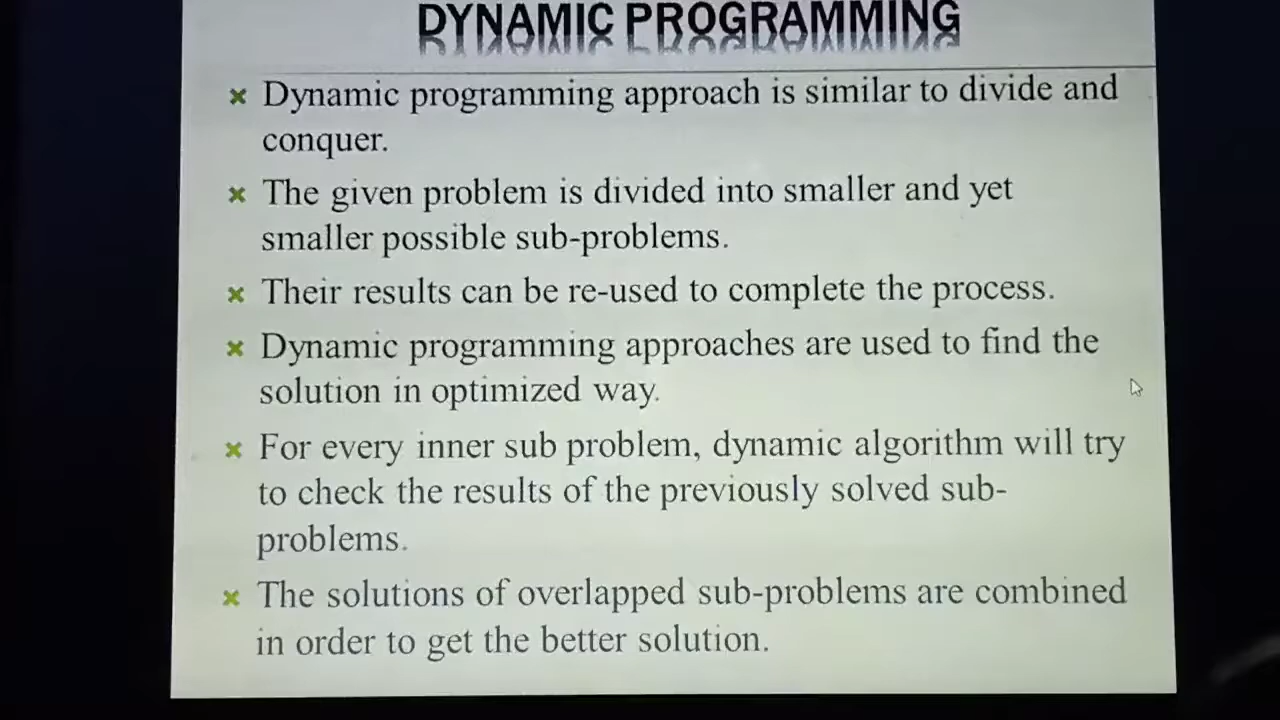 DYNAMIC PROGRAMMING
Dynamic programming approach is similar to divide and
conquer.
The given problem is divided into smaller and yet
smaller possible sub-problems.
Their results can be re-used to complete the process.
Dynamic programming approaches are used to find the
solution in optimized way.
For every inner sub problem, dynamic algorithm will try
to check the results of the previously solved sub-
problems.
The solutions of overlapped sub-problems are combined
in order to get the better solution.